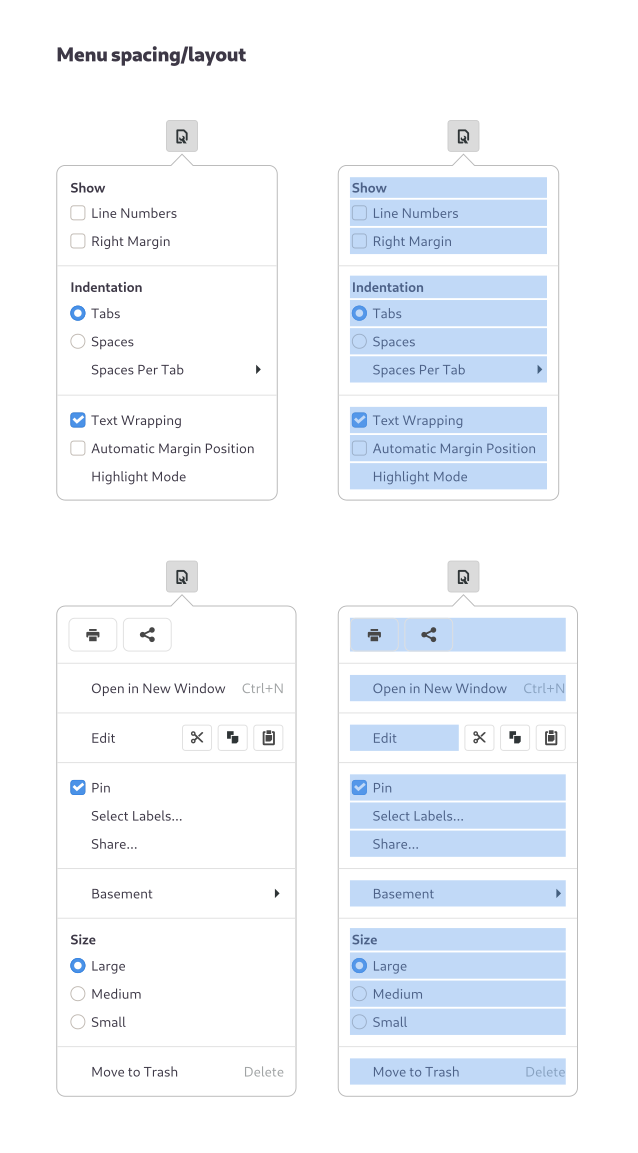 Menu spacing/layout
Show
Line Numbers
Right Margin
Indentation
Tabs
Spaces
Spaces Per Tab
Text Wrapping
Automatic Margin Position
Highlight Mode
Show
Line Numbers
Right Margin
Indentation
Tabs
Spaces
Spaces Per Tab
Text Wrapping
Automatic Margin Position
Highlight Mode
Open in New Window Ctrl+N
Edit
Pin
Select Labels...
Share...
Basement
Size
Large
Medium
Small
Move to Trash Delete
Open in New Window Ctrl+N
Edit
Pin
Select Labels...
Share...
Basement
Size
Large
Medium
Small
Move to Trash Delete